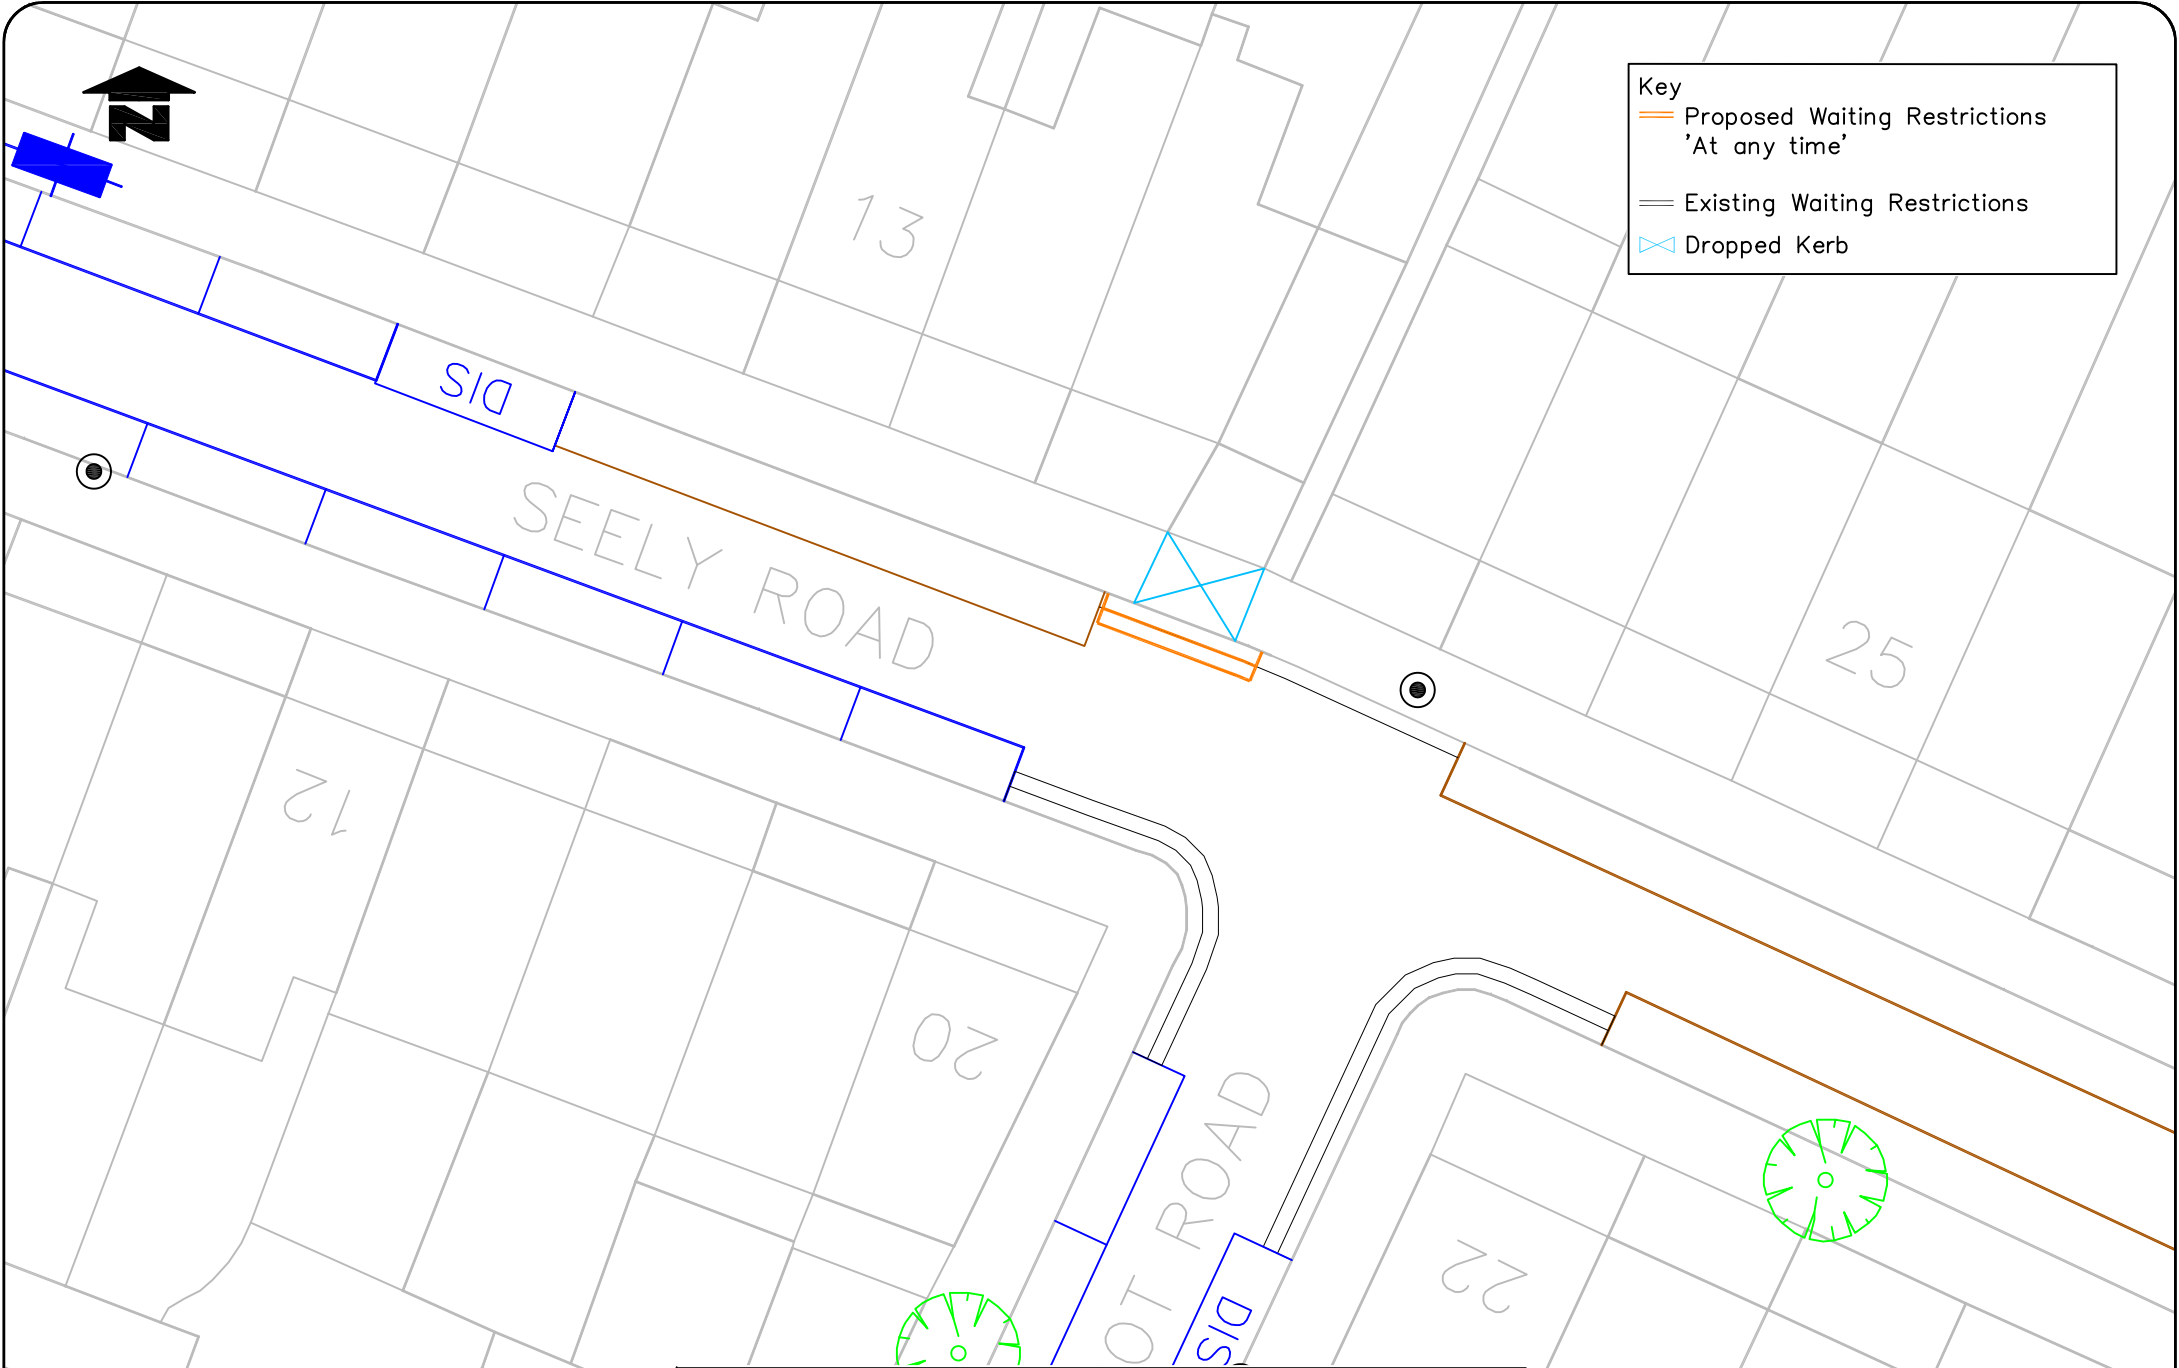 N
Key
Proposed Waiting Restrictions
'At any time'
Existing Waiting Restrictions
Dropped Kerb
13
DIS
SEELY ROAD
25
12
20
OT ROAD
22
DIS